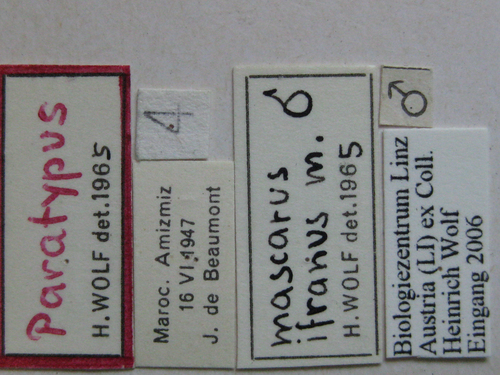 Paratypus
H. WOLF det. 1965
4
Maroc. Amizmiz
16 VI.1947
J. de Beaumont
mascarus
ifranus m. ♂
H. WOLF det. 1965
♂
Biologiezentrum Linz
Austria (LI) ex Coll.
Heinrich Wolf
Eingang 2006